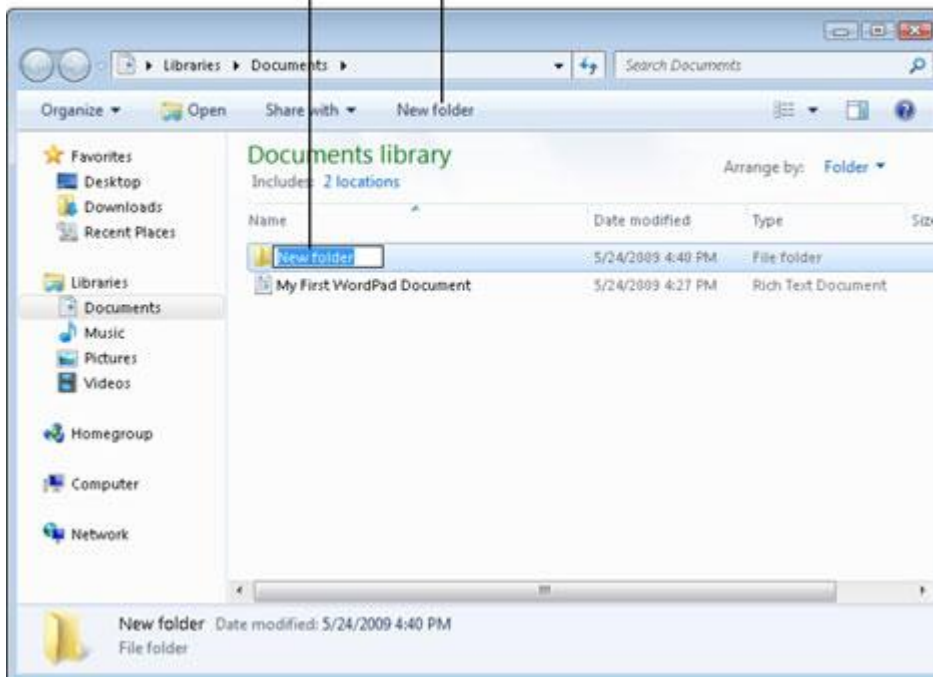 Libraries Documents Search Documents
Organize Open Share with New folder
Favorites
Desktop
Downloads
Recent Places
Libraries
Documents
Music
Pictures
Videos
Homegroup
Computer
Network
Documents library
Includes: 2 locations
Arrange by: Folder
Name Date modified Type
New folder 5/24/2009 4:40 PM File folder
My First WordPad Document 5/24/2009 4:27 PM Rich Text Document
New folder Date modified: 5/24/2009 4:40 PM
File folder